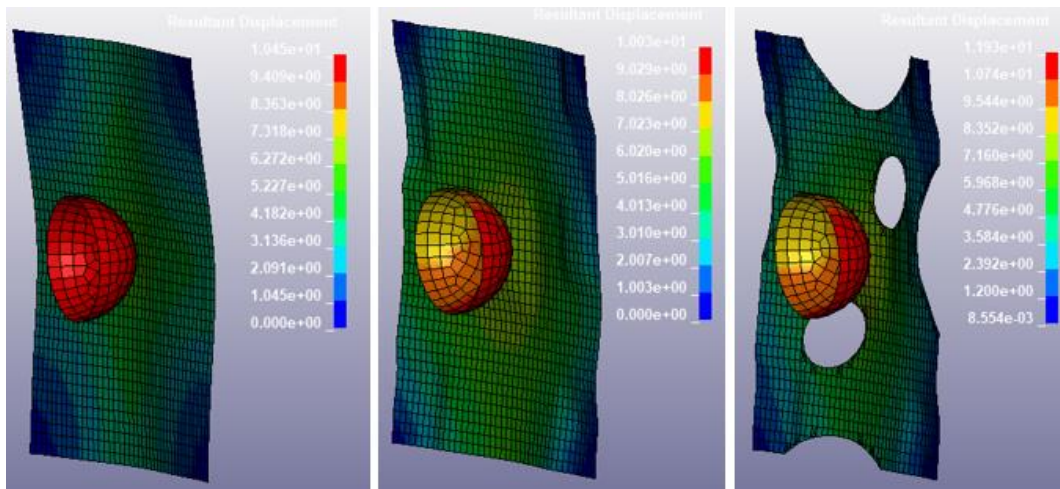 Resultant Displacement
1.045e+01
9.409e+00
8.363e+00
7.318e+00
6.272e+00
5.227e+00
4.182e+00
3.136e+00
2.091e+00
1.045e+00
0.000e+00
Resultant Displacement
1.003e+01
9.029e+00
8.026e+00
7.023e+00
6.020e+00
5.016e+00
4.013e+00
3.010e+00
2.007e+00
1.003e+00
0.000e+00
Resultant Displacement
1.193e+01
1.074e+01
9.544e+00
8.352e+00
7.160e+00
5.968e+00
4.776e+00
3.584e+00
2.392e+00
1.200e+00
8.554e-03